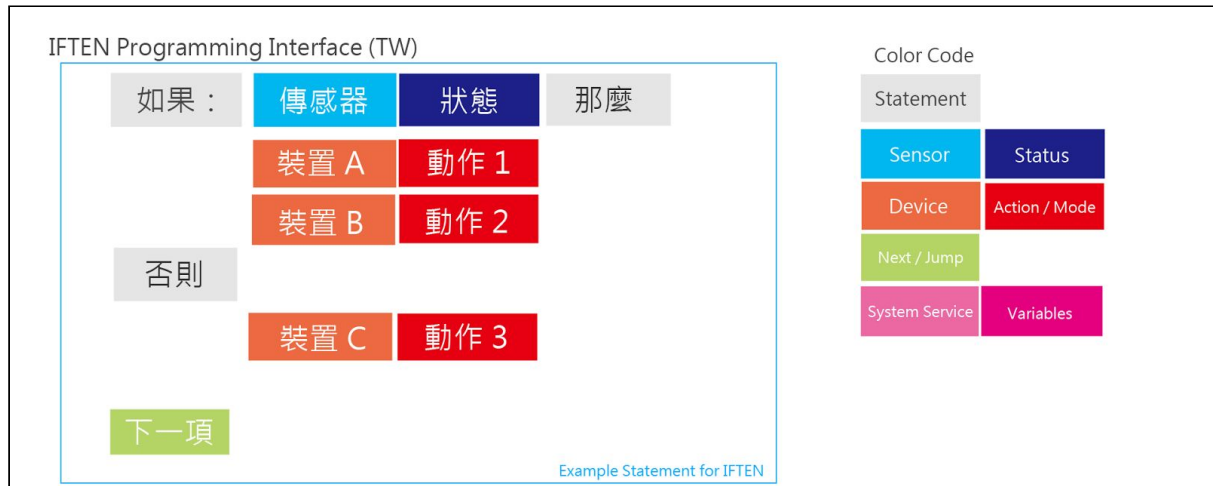 IFTEN Programming Interface (TW)
如果： 傳感器 狀態 那麼
裝置 A 動作 1
裝置 B 動作 2
否則
裝置 C 動作 3
下一項
Example Statement for IFTEN
Color Code
Statement
Sensor Status
Device Action / Mode
Next / Jump
System Service Variables